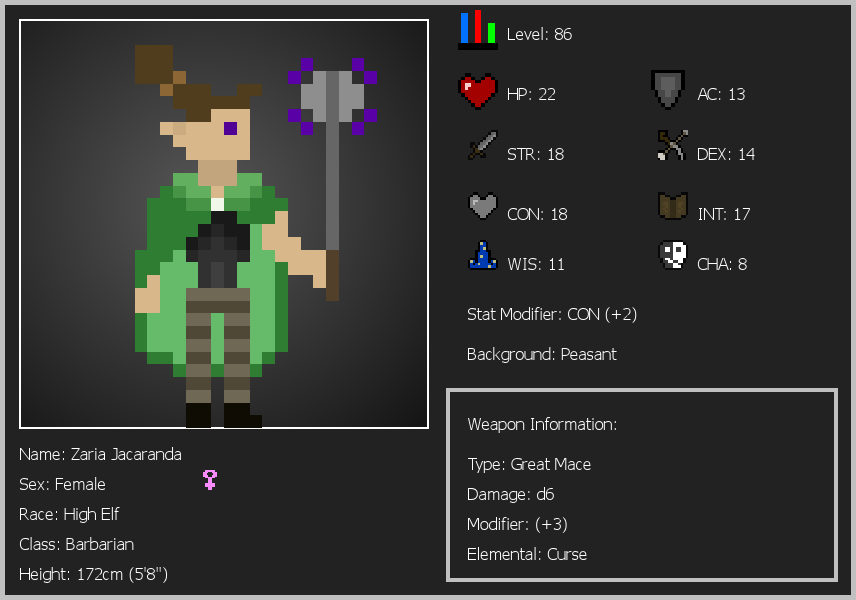 Level: 86
HP: 22
AC: 13
STR: 18
DEX: 14
CON: 18
INT: 17
WIS: 11
CHA: 8
Stat Modifier: CON (+2)
Background: Peasant
Weapon Information:
Type: Great Mace
Damage: d6
Modifier: (+3)
Elemental: Curse
Name: Zaria Jacaranda
Sex: Female
Race: High Elf
Class: Barbarian
Height: 172cm (5'8")